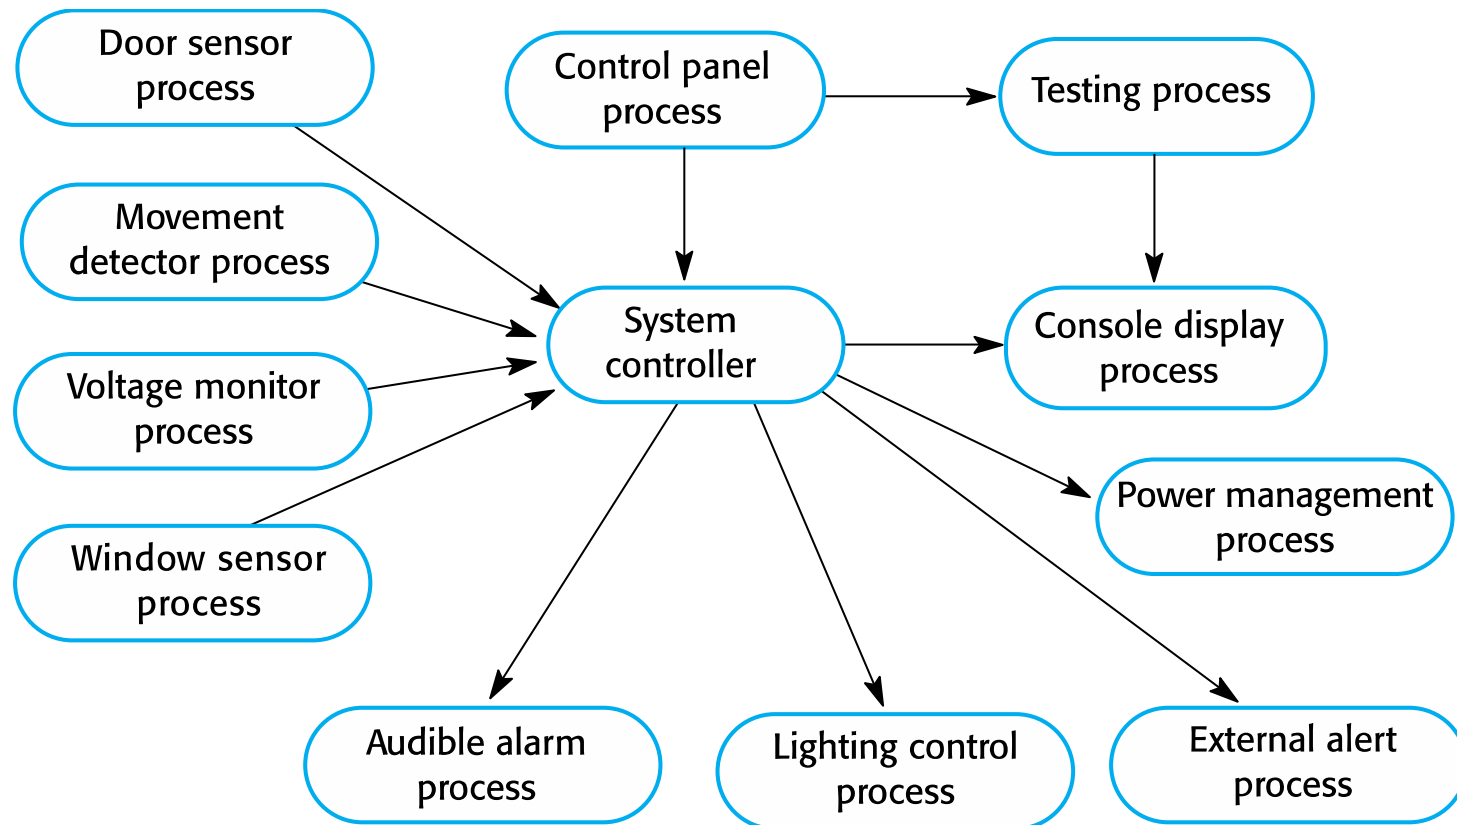 Door sensor
process
Control panel
process
Testing process
Movement
detector process
System
controller
Console display
process
Voltage monitor
process
Power management
process
Window sensor
process
Audible alarm
process
Lighting control
process
External alert
process